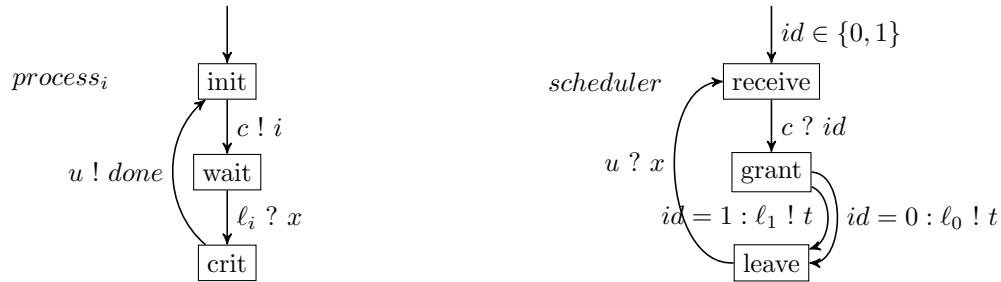 id ∈ {0, 1}
process_i
init
scheduler
receive
c ! i
c ? id
u ! done
wait
u ? x
grant
ℓ_i ? x
id = 1 : ℓ_1 ! t
id = 0 : ℓ_0 ! t
crit
leave